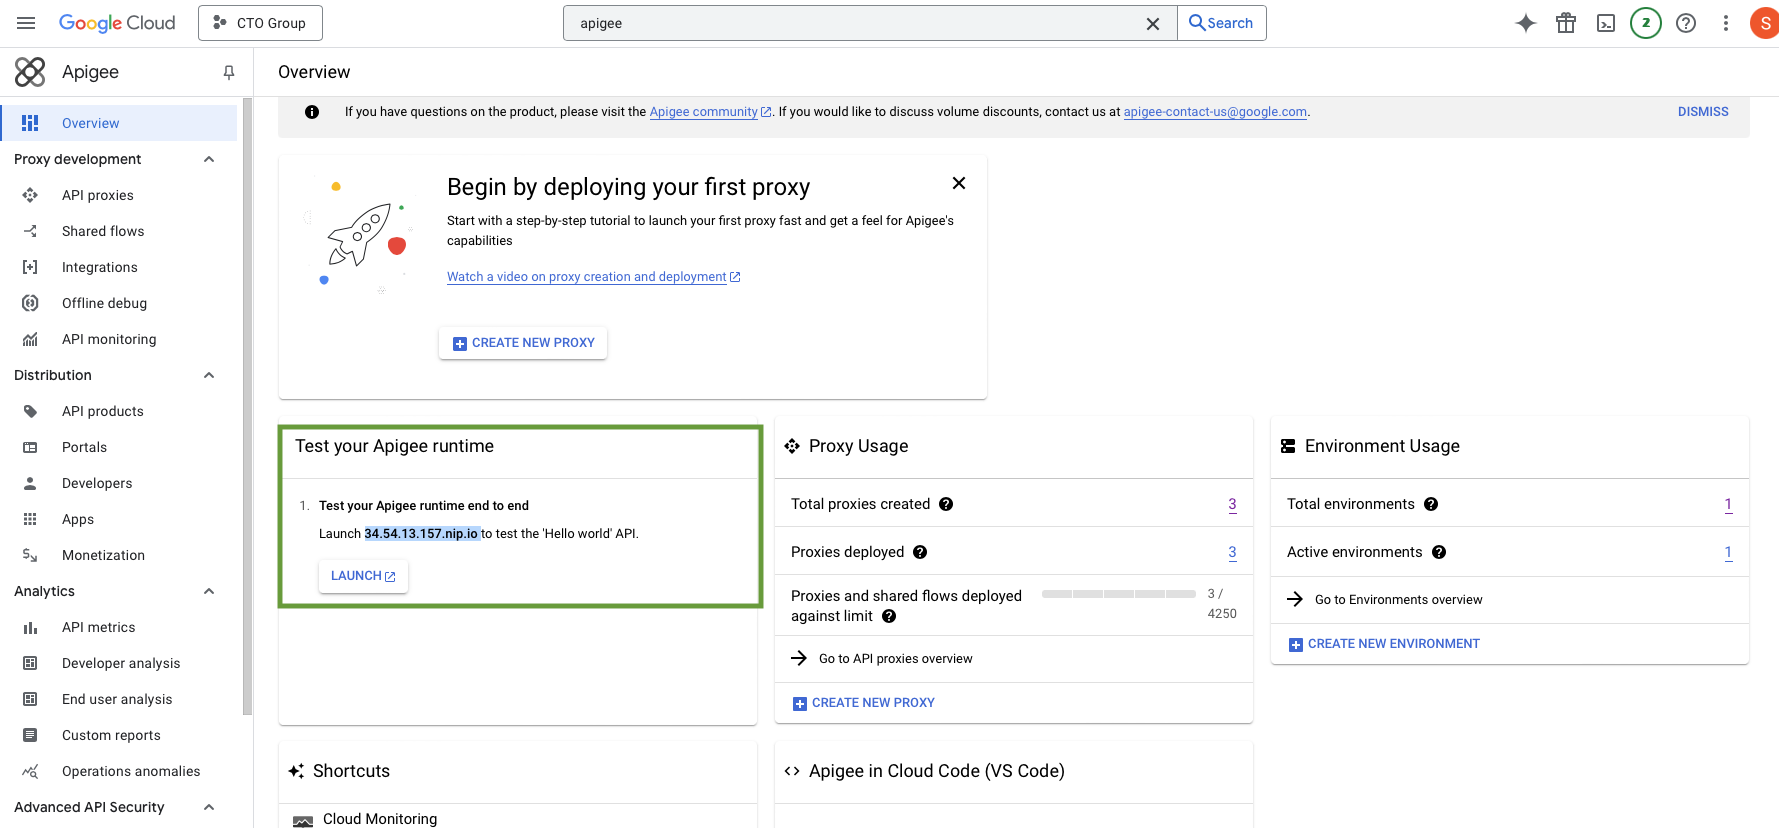 Google Cloud
CTO Group
apigee
Search
2
S
Apigee
Overview
Overview
Proxy development
API proxies
Shared flows
Integrations
Offline debug
API monitoring
Distribution
API products
Portals
Developers
Apps
Monetization
Analytics
API metrics
Developer analysis
End user analysis
Custom reports
Operations anomalies
Advanced API Security
If you have questions on the product, please visit the Apigee community. If you would like to discuss volume discounts, contact us at apigee-contact-us@google.com.
DISMISS
Begin by deploying your first proxy
Start with a step-by-step tutorial to launch your first proxy fast and get a feel for Apigee's
capabilities
Watch a video on proxy creation and deployment
CREATE NEW PROXY
Test your Apigee runtime
1. Test your Apigee runtime end to end
Launch 34.54.13.157.nip.io to test the 'Hello world' API.
LAUNCH
Proxy Usage
Total proxies created 3
Proxies deployed 3
Proxies and shared flows deployed
against limit
3 /
4250
Go to API proxies overview
CREATE NEW PROXY
Environment Usage
Total environments 1
Active environments 1
Go to Environments overview
CREATE NEW ENVIRONMENT
Shortcuts
Cloud Monitoring
Apigee in Cloud Code (VS Code)